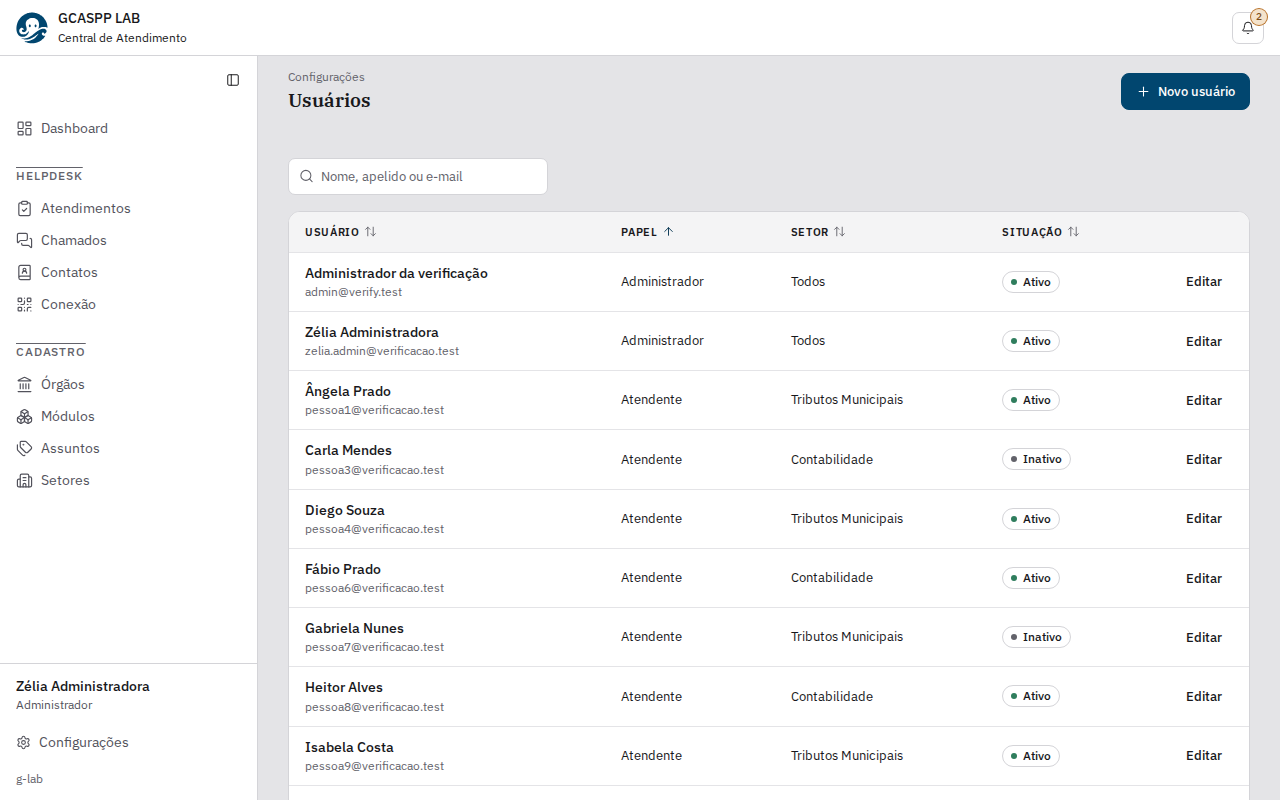 GCASPP LAB
Central de Atendimento
2
Dashboard
HELPDESK
Atendimentos
Chamados
Contatos
Conexão
CADASTRO
Órgãos
Módulos
Assuntos
Setores
Zélia Administradora
Administrador
Configurações
g-lab
Configurações
Usuários
Novo usuário
Nome, apelido ou e-mail
USUÁRIO PAPEL SETOR SITUAÇÃO
Administrador da verificação
admin@verify.test
Administrador Todos Ativo Editar
Zélia Administradora
zelia.admin@verificacao.test
Administrador Todos Ativo Editar
Ângela Prado
pessoa1@verificacao.test
Atendente Tributos Municipais Ativo Editar
Carla Mendes
pessoa3@verificacao.test
Atendente Contabilidade Inativo Editar
Diego Souza
pessoa4@verificacao.test
Atendente Tributos Municipais Ativo Editar
Fábio Prado
pessoa6@verificacao.test
Atendente Contabilidade Ativo Editar
Gabriela Nunes
pessoa7@verificacao.test
Atendente Tributos Municipais Inativo Editar
Heitor Alves
pessoa8@verificacao.test
Atendente Contabilidade Ativo Editar
Isabela Costa
pessoa9@verificacao.test
Atendente Tributos Municipais Ativo Editar